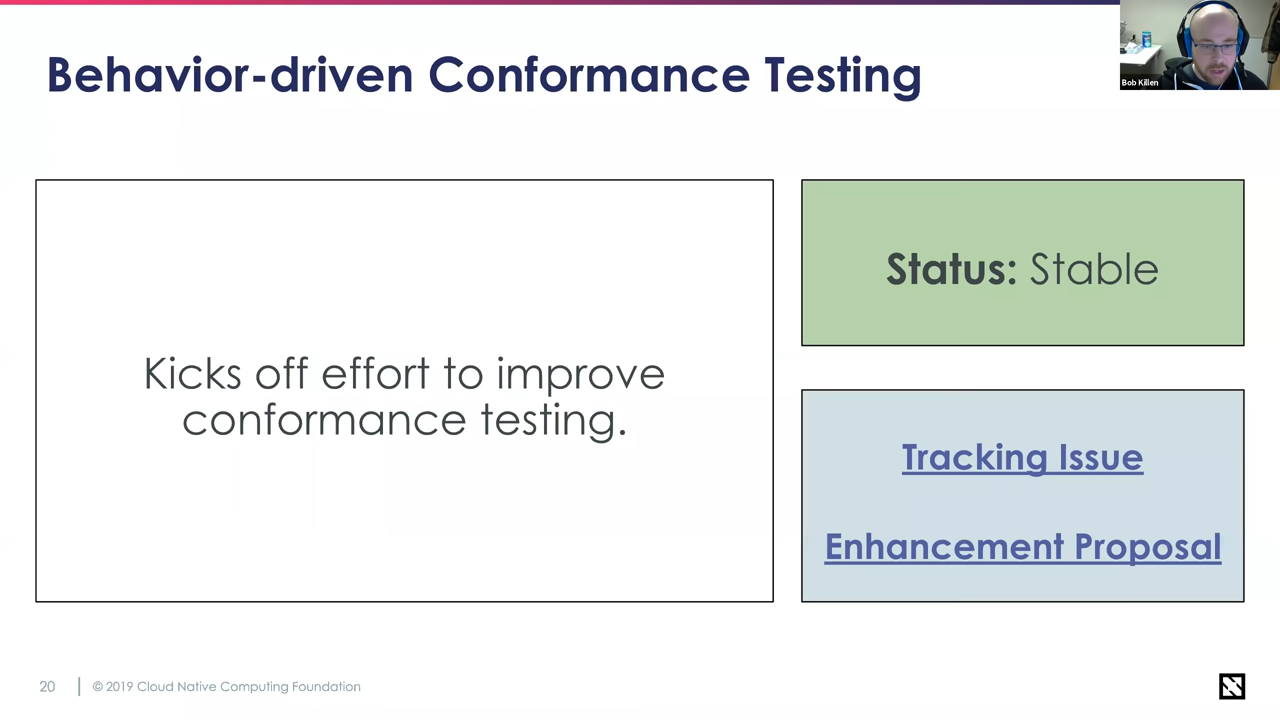 Behavior-driven Conformance Testing
Bob Killen
Kicks off effort to improve
conformance testing.
Status: Stable
Tracking Issue
Enhancement Proposal
20
© 2019 Cloud Native Computing Foundation